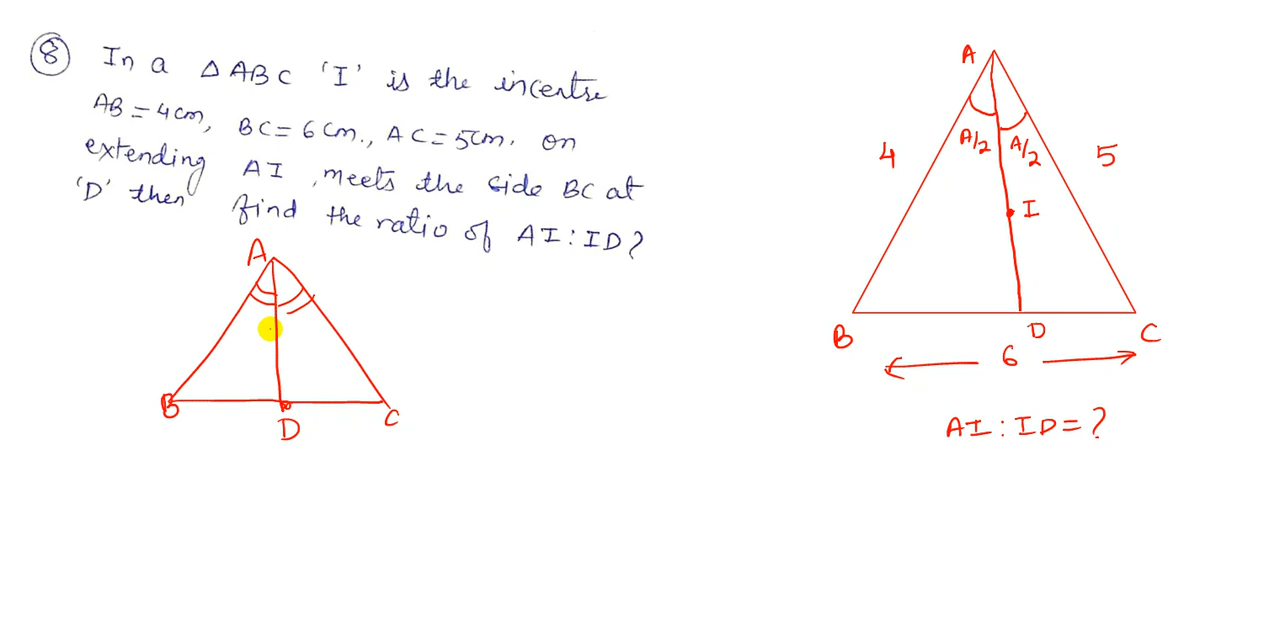 8 In a △ABC 'I' is the incentre
AB = 4cm, BC = 6cm., AC = 5cm. on
extending AI, meets the side BC at
'D' then find the ratio of AI : ID ?
A
B
D
C
A
A/2 A/2
4
5
I
B
D
C
6
AI : ID = ?